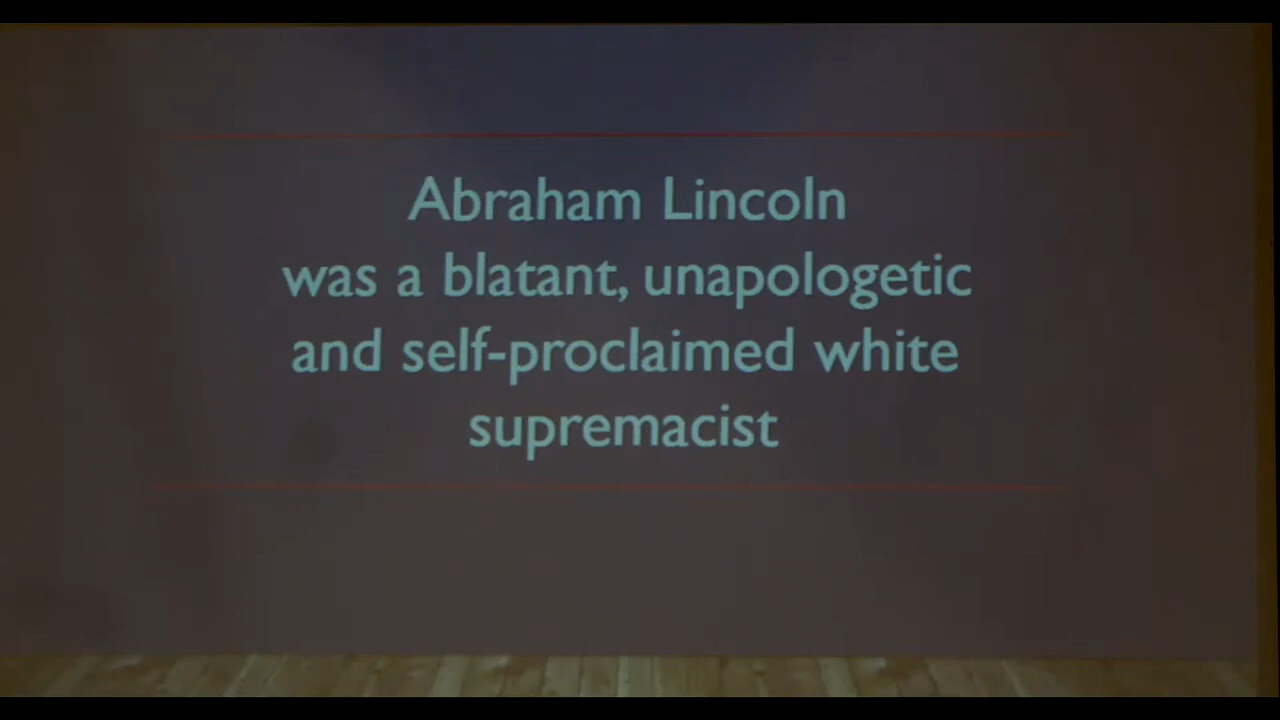 Abraham Lincoln
was a blatant, unapologetic
and self-proclaimed white
supremacist